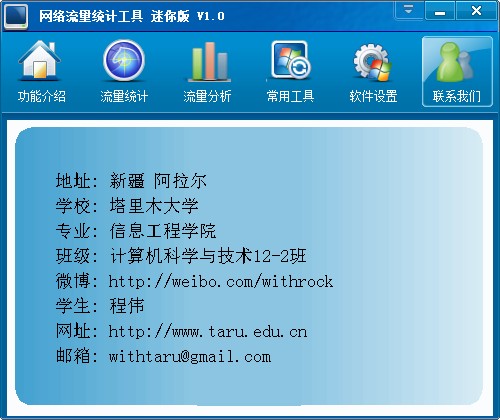 网络流量统计工具 迷你版 V1.0
功能介绍 流量统计 流量分析 常用工具 软件设置 联系我们
地址: 新疆 阿拉尔
学校: 塔里木大学
专业: 信息工程学院
班级: 计算机科学与技术12-2班
微博: http://weibo.com/withrock
学生: 程伟
网址: http://www.taru.edu.cn
邮箱: withtaru@gmail.com